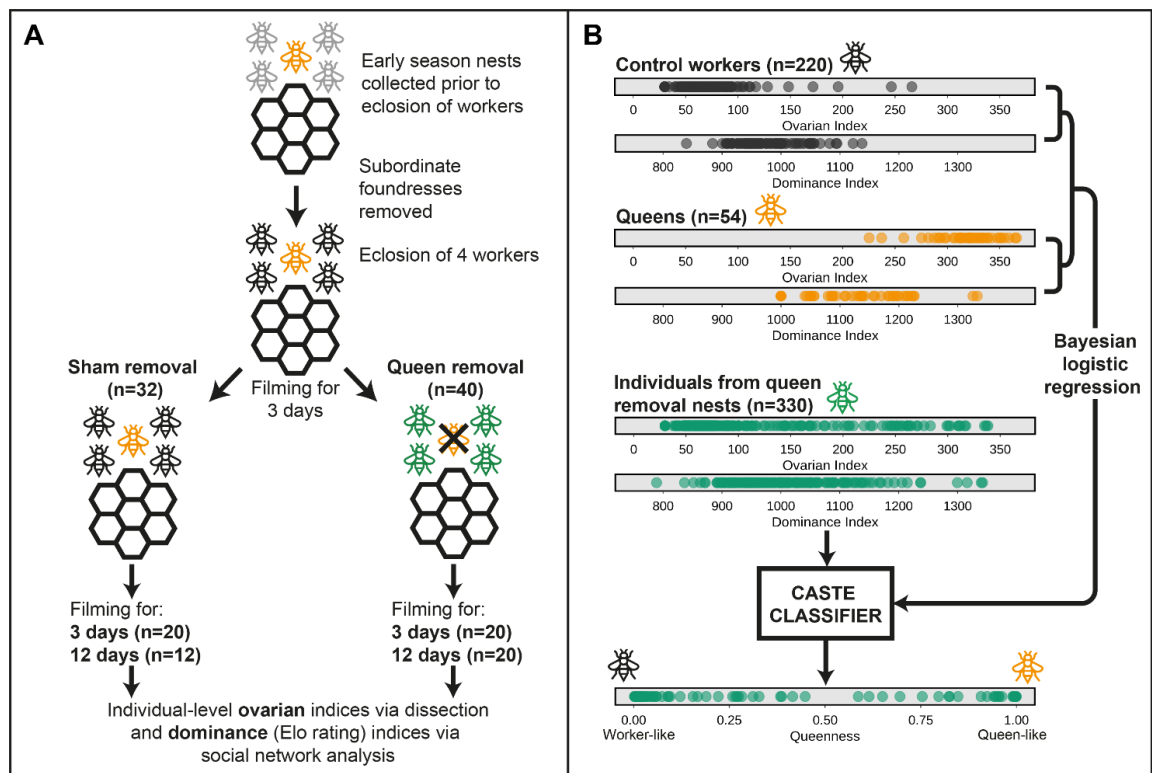 A
Early season nests
collected prior to
eclosion of workers
Subordinate
foundresses
removed
Eclosion of 4 workers
Sham removal
(n=32)
Filming for
3 days
Queen removal
(n=40)
Filming for:
3 days (n=20)
12 days (n=12)
Filming for:
3 days (n=20)
12 days (n=20)
Individual-level ovarian indices via dissection
and dominance (Elo rating) indices via
social network analysis
B
Control workers (n=220)
0 50 100 150 200 250 300 350
Ovarian Index
800 900 1000 1100 1200 1300
Dominance Index
Queens (n=54)
0 50 100 150 200 250 300 350
Ovarian Index
800 900 1000 1100 1200 1300
Dominance Index
Bayesian
logistic
regression
Individuals from queen
removal nests (n=330)
0 50 100 150 200 250 300 350
Ovarian Index
800 900 1000 1100 1200 1300
Dominance Index
CASTE
CLASSIFIER
0.00 0.25 0.50 0.75 1.00
Worker-like Queenness Queen-like